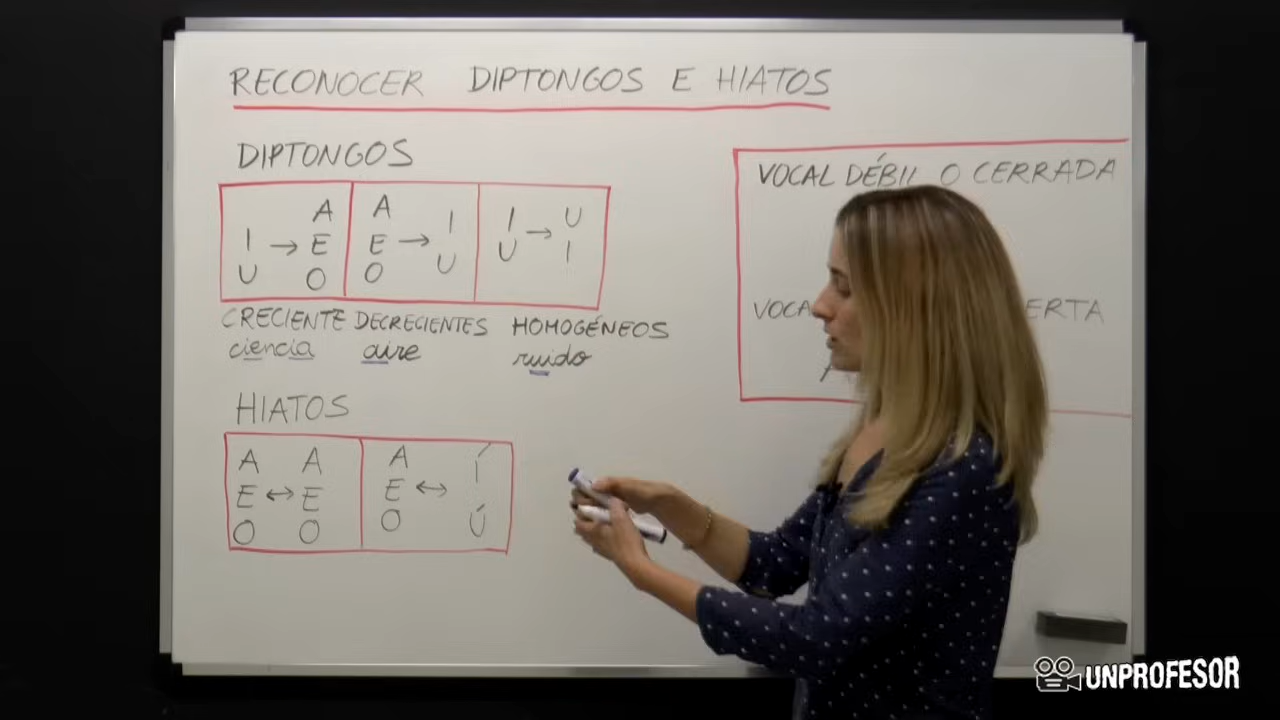 RECONOCER DIPTONGOS E HIATOS
DIPTONGOS
I U → A E O
A E O → I U
I U → U I
CRECIENTE DECRECIENTES HOMOGÉNEOS
ciencia aire ruido
HIATOS
A E O ↔ A E O
A E O ↔ Í Ú
VOCAL DÉBIL O CERRADA
UNPROFESOR